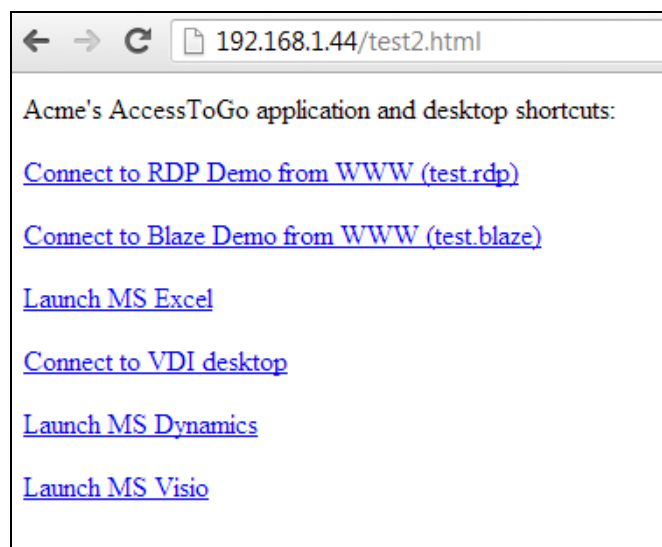 192.168.1.44/test2.html
Acme's AccessToGo application and desktop shortcuts:
Connect to RDP Demo from WWW (test.rdp)
Connect to Blaze Demo from WWW (test.blaze)
Launch MS Excel
Connect to VDI desktop
Launch MS Dynamics
Launch MS Visio